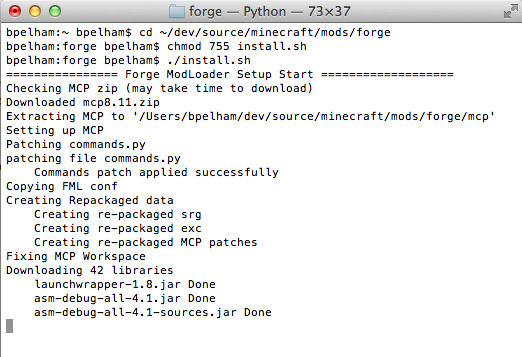 forge — Python — 73×37
bpelham:~ bpelham$ cd ~/dev/source/minecraft/mods/forge
bpelham:forge bpelham$ chmod 755 install.sh
bpelham:forge bpelham$ ./install.sh
================ Forge ModLoader Setup Start ===================
Checking MCP zip (may take time to download)
Downloaded mcp8.11.zip
Extracting MCP to '/Users/bpelham/dev/source/minecraft/mods/forge/mcp'
Setting up MCP
Patching commands.py
patching file commands.py
    Commands patch applied successfully
Copying FML conf
Creating Repackaged data
    Creating re-packaged srg
    Creating re-packaged exc
    Creating re-packaged MCP patches
Fixing MCP Workspace
Downloading 42 libraries
    launchwrapper-1.8.jar Done
    asm-debug-all-4.1.jar Done
    asm-debug-all-4.1-sources.jar Done